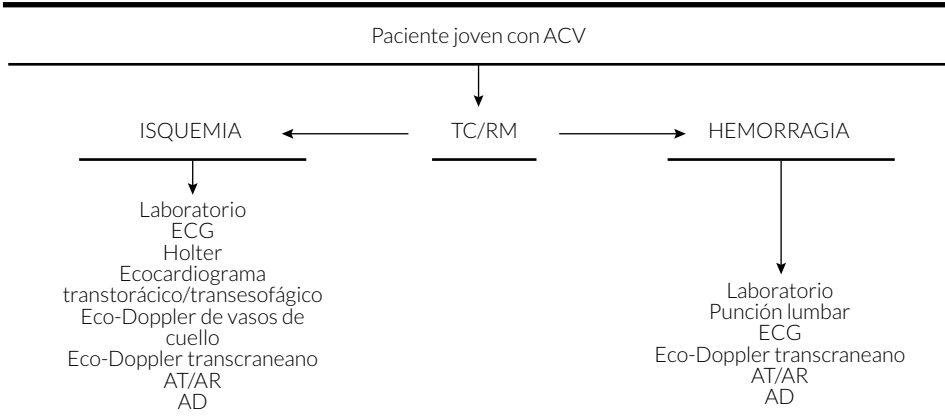 Paciente joven con ACV
ISQUEMIA
TC/RM
HEMORRAGIA
Laboratorio
ECG
Holter
Ecocardiograma
transtorácico/transesofágico
Eco-Doppler de vasos de
cuello
Eco-Doppler transcraneano
AT/AR
AD
Laboratorio
Punción lumbar
ECG
Eco-Doppler transcraneano
AT/AR
AD